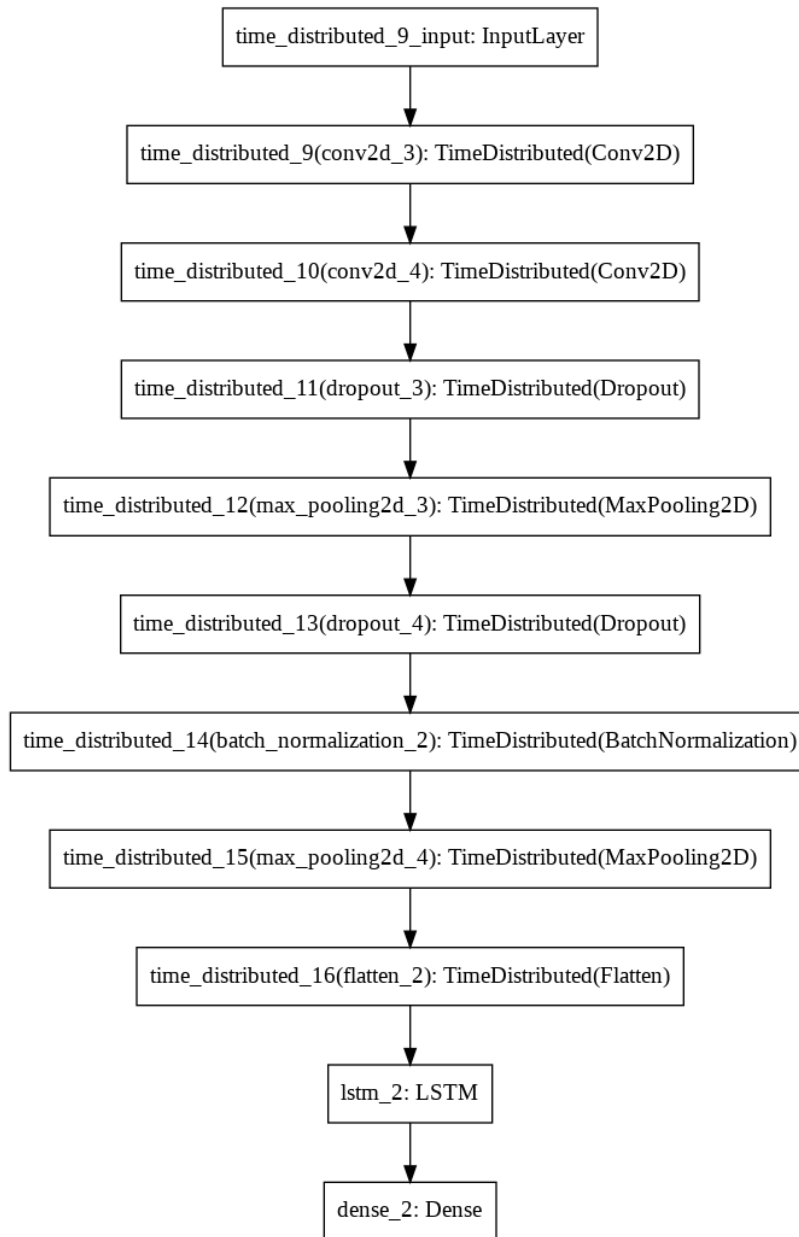 time_distributed_9_input: InputLayer
time_distributed_9(conv2d_3): TimeDistributed(Conv2D)
time_distributed_10(conv2d_4): TimeDistributed(Conv2D)
time_distributed_11(dropout_3): TimeDistributed(Dropout)
time_distributed_12(max_pooling2d_3): TimeDistributed(MaxPooling2D)
time_distributed_13(dropout_4): TimeDistributed(Dropout)
time_distributed_14(batch_normalization_2): TimeDistributed(BatchNormalization)
time_distributed_15(max_pooling2d_4): TimeDistributed(MaxPooling2D)
time_distributed_16(flatten_2): TimeDistributed(Flatten)
lstm_2: LSTM
dense_2: Dense